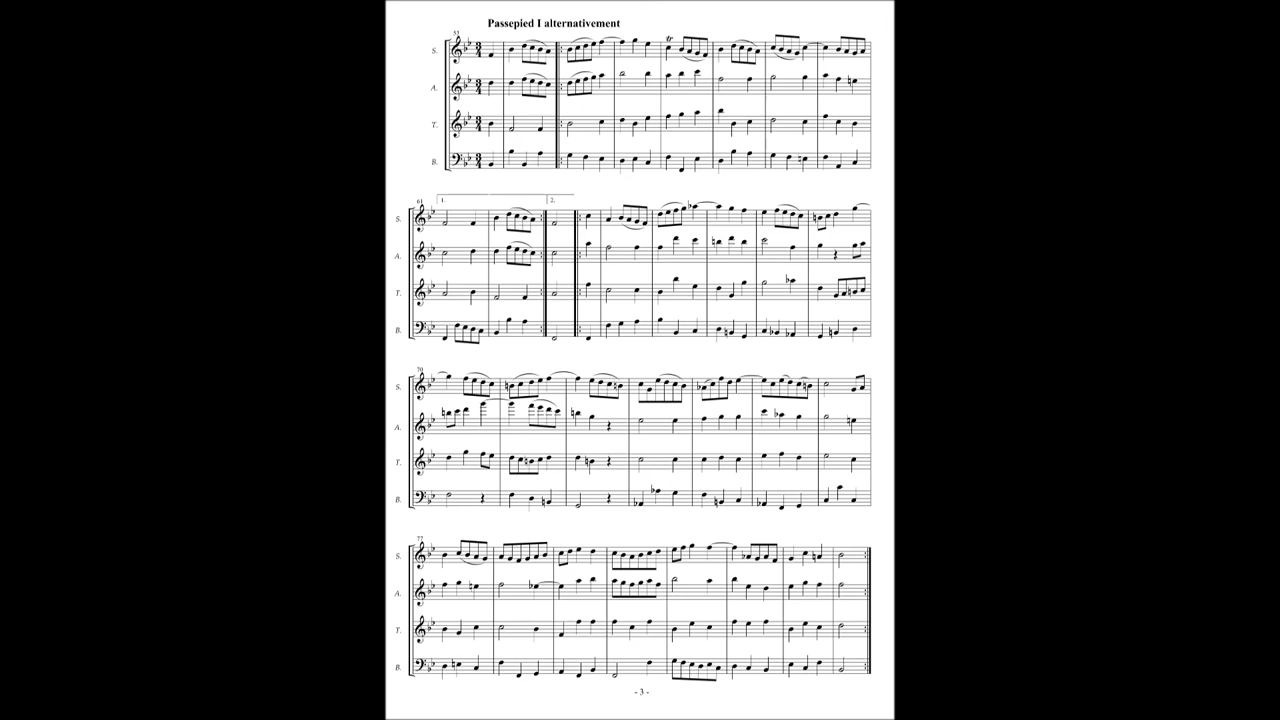 Passepied I alternativement
53
S.
A.
T.
B.
61
1.
2.
S.
A.
T.
B.
70
S.
A.
T.
B.
77
S.
A.
T.
B.
- 3 -